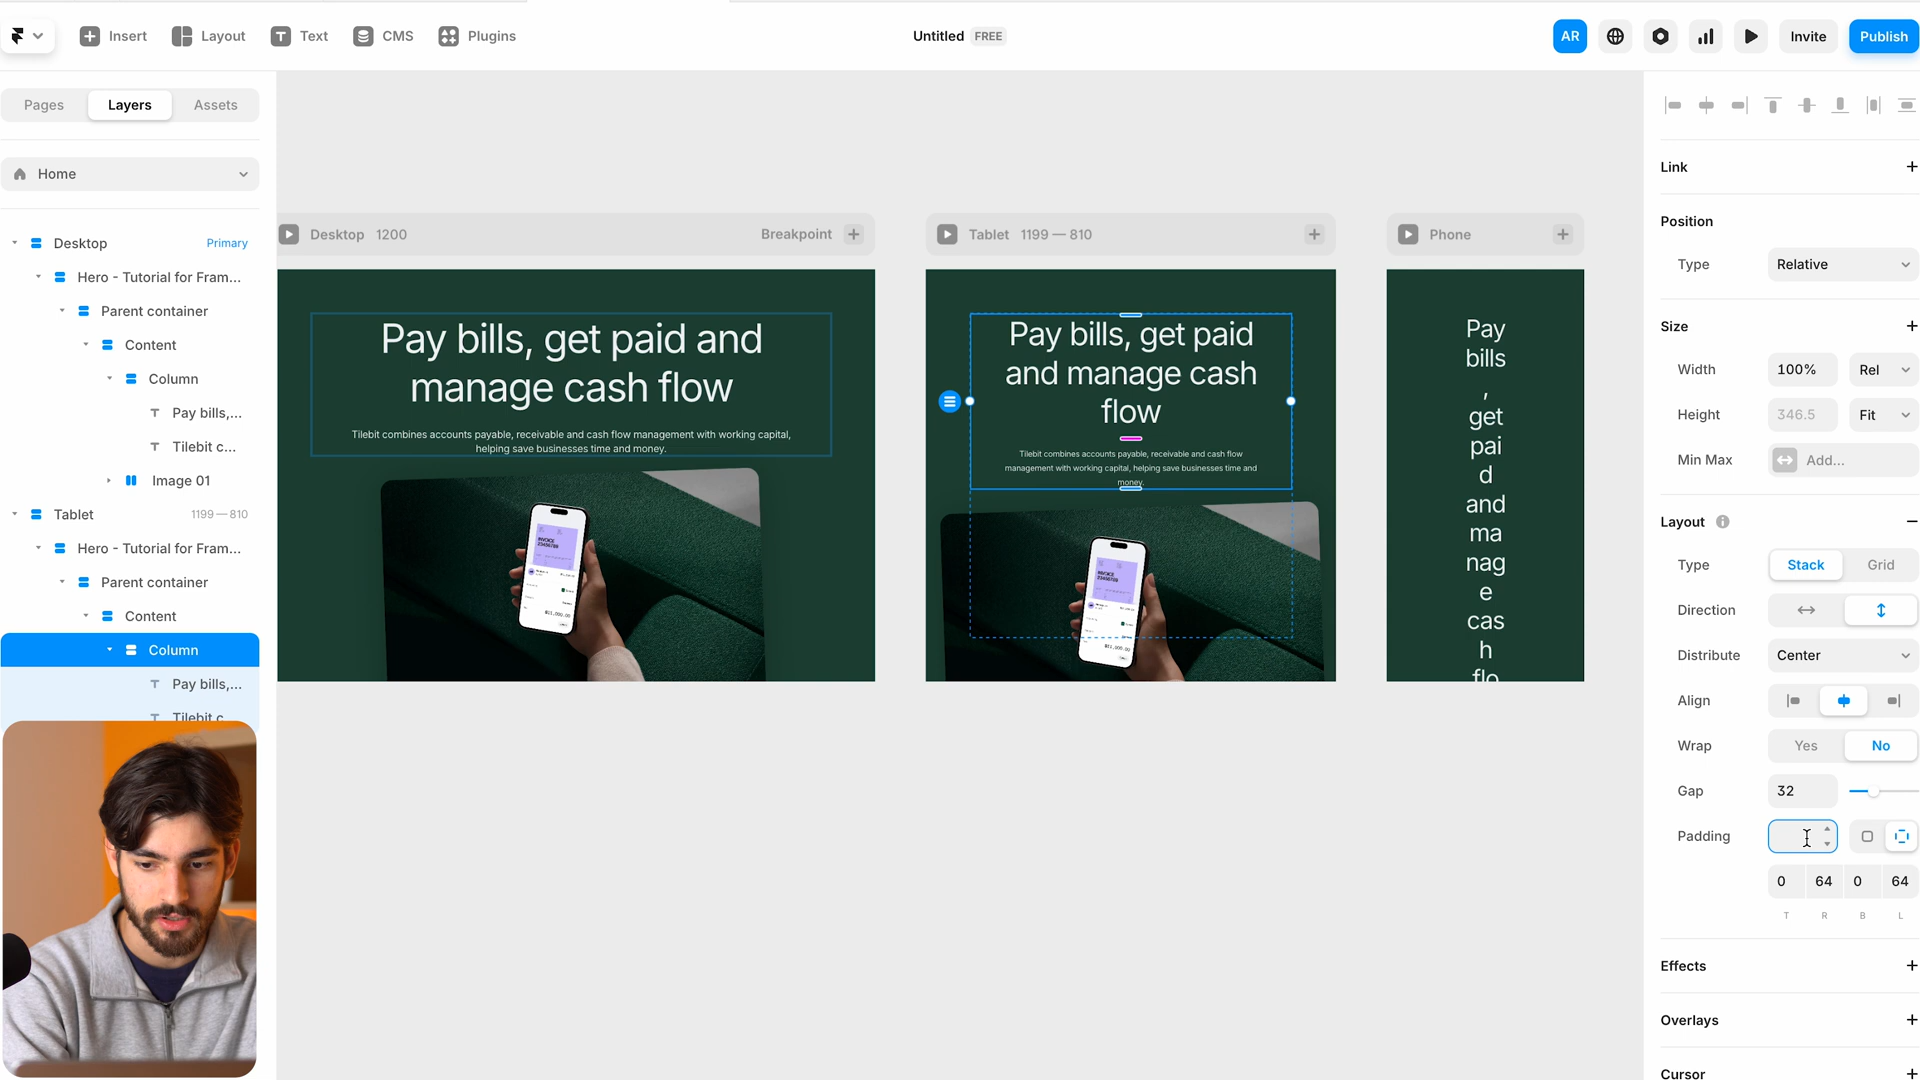 Insert
Layout
Text
CMS
Plugins
Untitled FREE
AR
Invite
Publish
Pages
Layers
Assets
Home
Desktop
Primary
Hero - Tutorial for Fram...
Parent container
Content
Column
Pay bills,...
Tilebit c...
Image 01
Tablet
1199 — 810
Hero - Tutorial for Fram...
Parent container
Content
Column
Pay bills,...
Tilebit c
Desktop 1200
Breakpoint
Pay bills, get paid and
manage cash flow
Tilebit combines accounts payable, receivable and cash flow management with working capital,
helping save businesses time and money.
INVOICE
23456789
Tablet 1199 — 810
Pay bills, get paid
and manage cash
flow
Tilebit combines accounts payable, receivable and cash flow
management with working capital, helping save businesses time and
money.
INVOICE
23456789
Phone
Pay
bills
,
get
pai
d
and
ma
nag
e
cas
h
flo
Link
Position
Type
Relative
Size
Width
100%
Rel
Height
346.5
Fit
Min Max
Add...
Layout
Type
Stack
Grid
Direction
Distribute
Center
Align
Wrap
Yes
No
Gap
32
Padding
0 64 0 64
T R B L
Effects
Overlays
Cursor